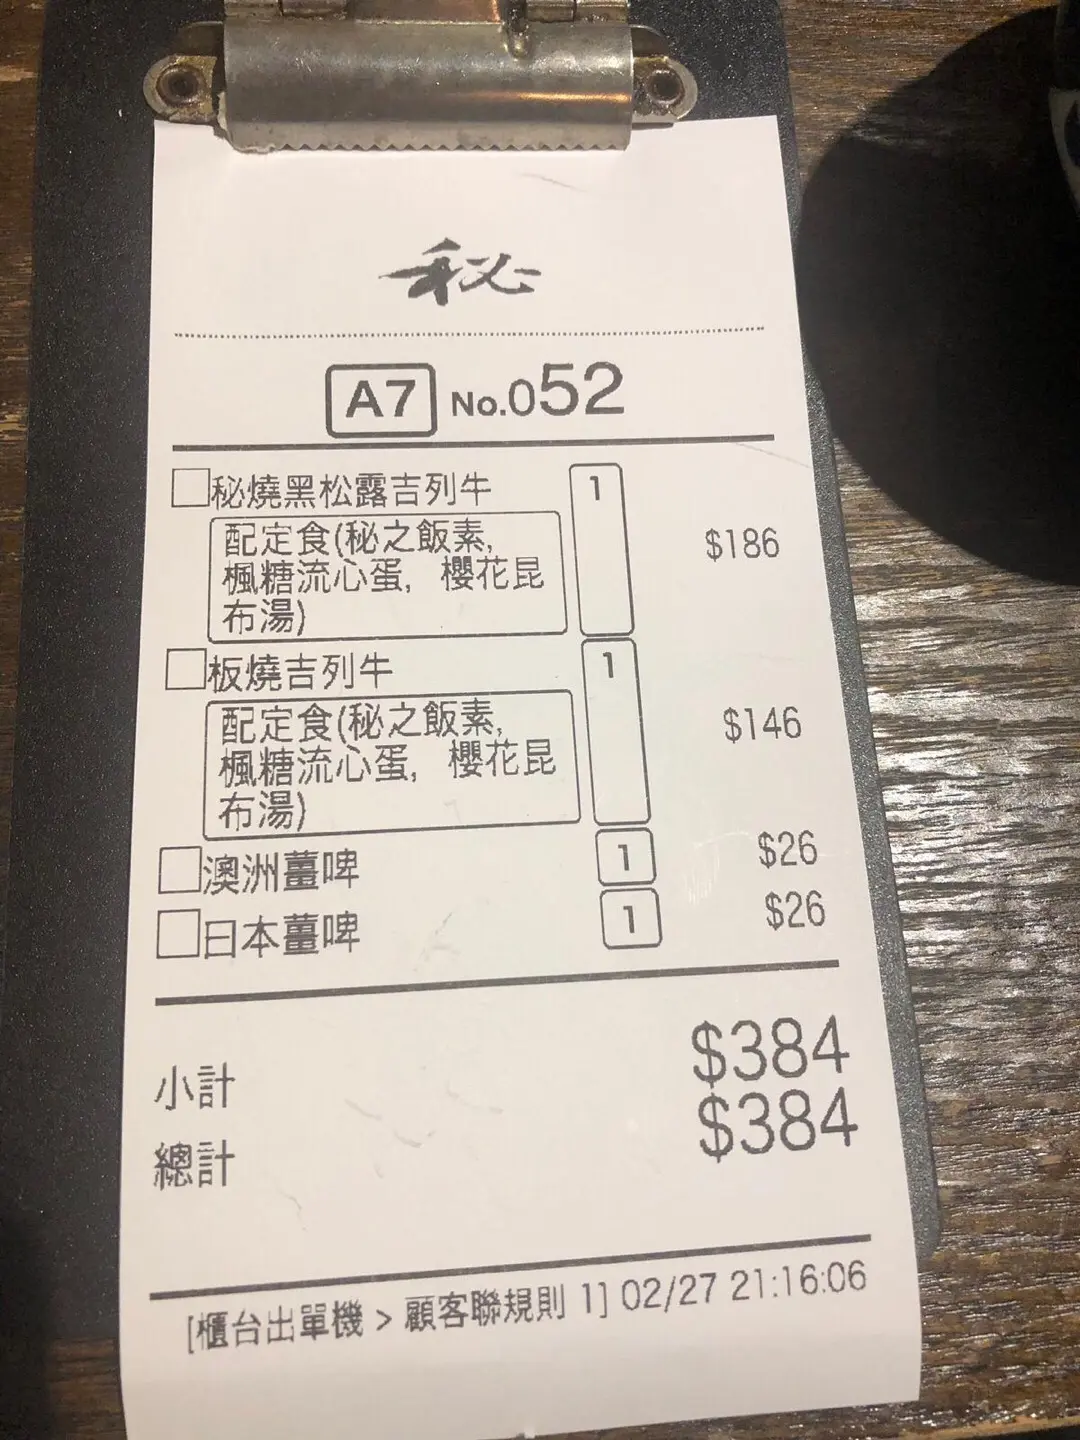 秘
A7 No.052
秘燒黑松露吉列牛 1
配定食(秘之飯素,
楓糖流心蛋, 櫻花昆
布湯)
$186
板燒吉列牛 1
配定食(秘之飯素,
楓糖流心蛋, 櫻花昆
布湯)
$146
澳洲薑啤 1 $26
日本薑啤 1 $26
小計 $384
總計 $384
[櫃台出單機 > 顧客聯規則 1] 02/27 21:16:06